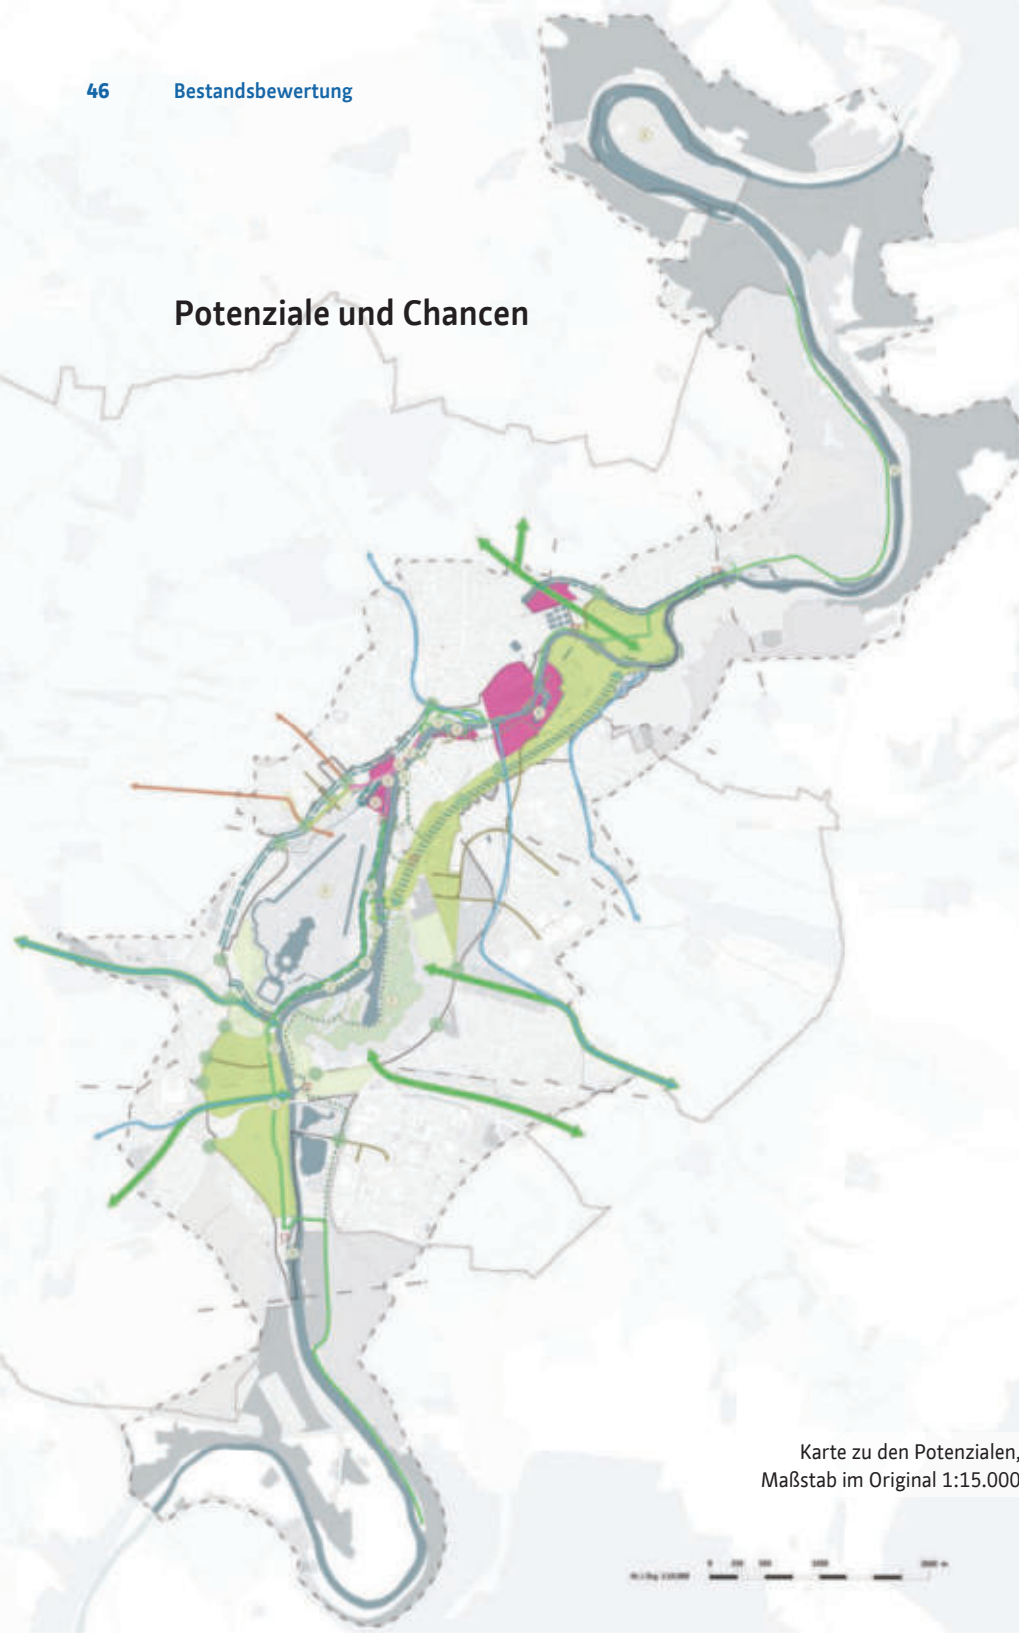 46 Bestandsbewertung
Potenziale und Chancen
Karte zu den Potenzialen,
Maßstab im Original 1:15.000